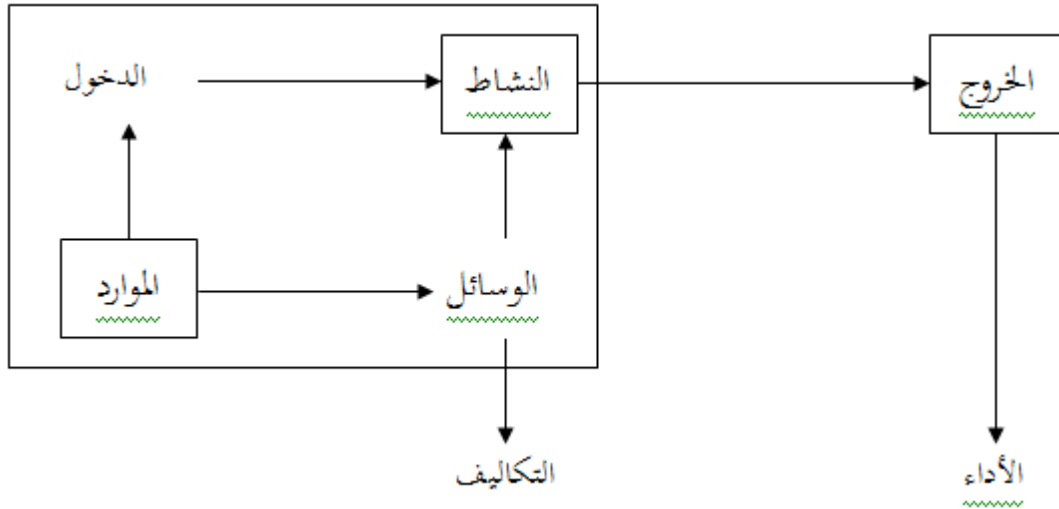 الخروج
النشاط
الدخول
الوسائل
الموارد
الأداء
التكاليف